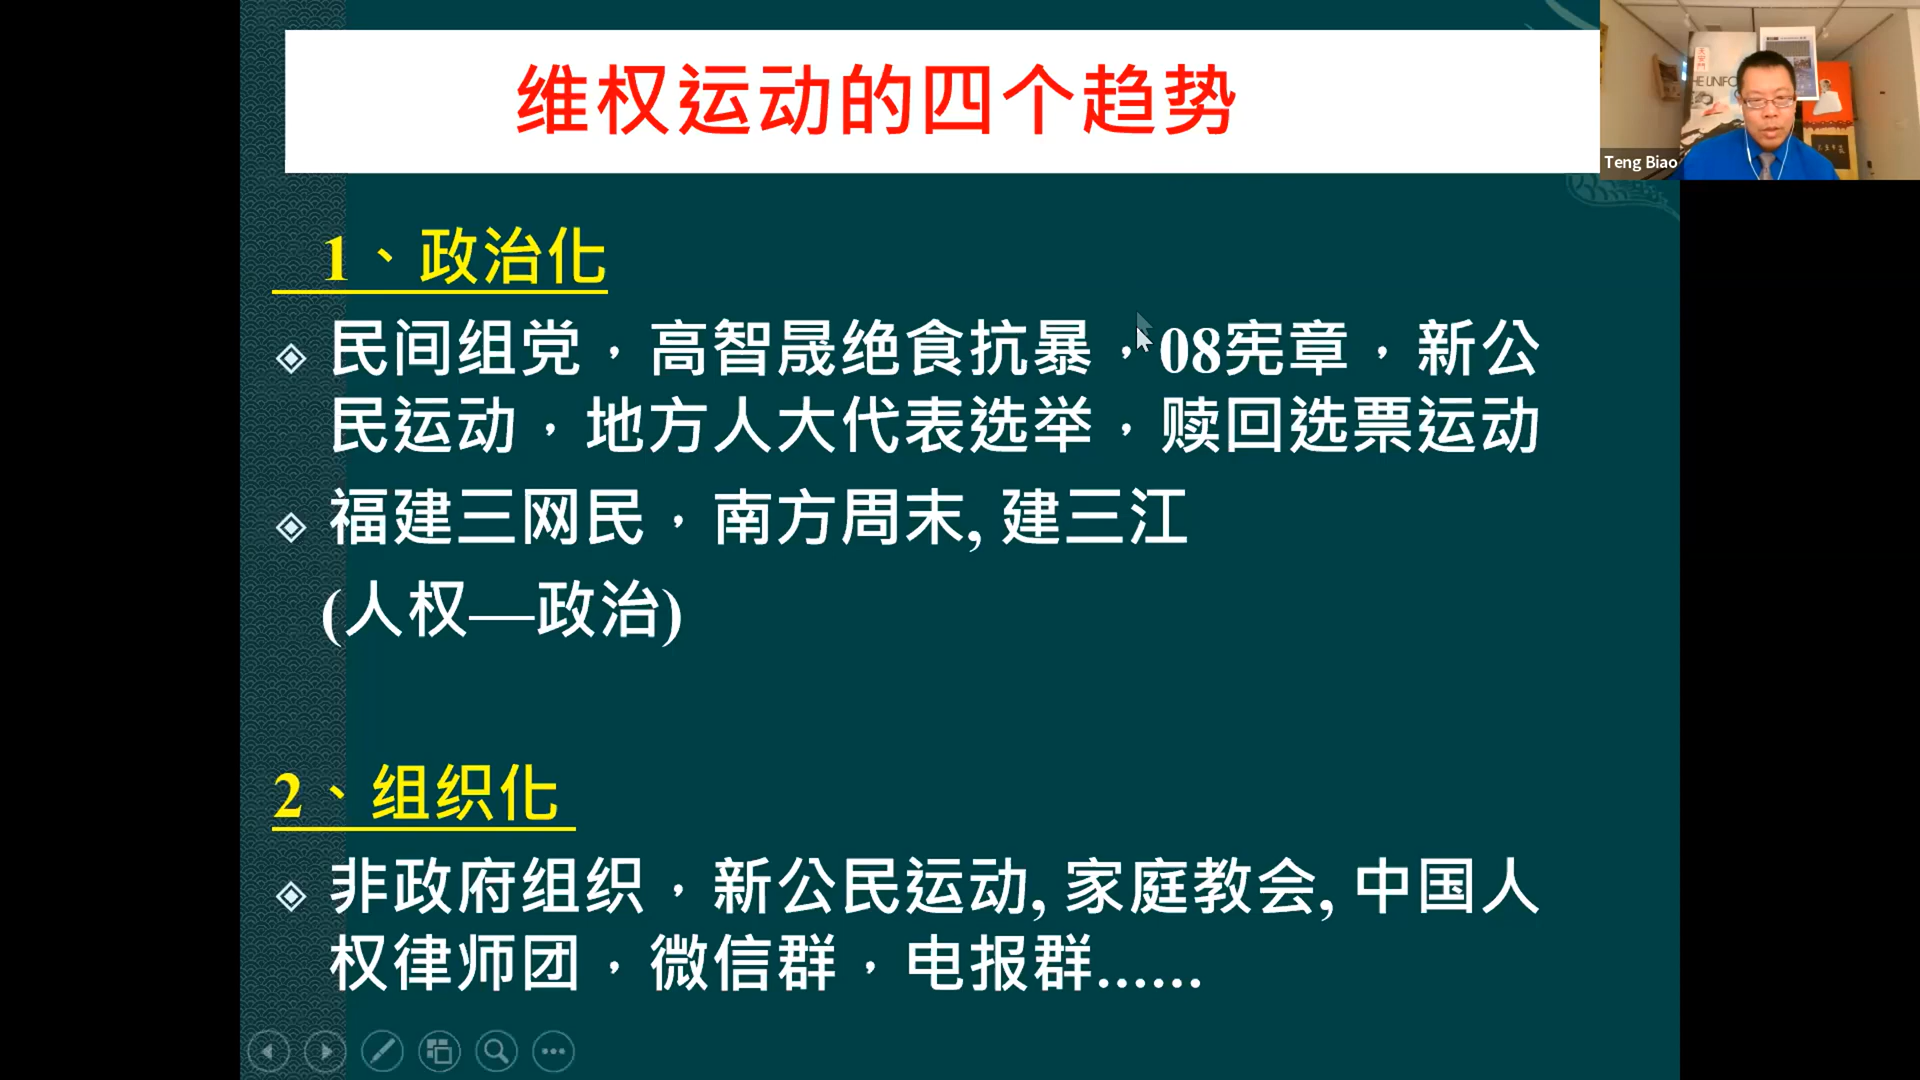 维权运动的四个趋势
1、政治化
民间组党，高智晟绝食抗暴，08宪章，新公
民运动，地方人大代表选举，赎回选票运动
福建三网民，南方周末, 建三江
(人权—政治)
2、组织化
非政府组织，新公民运动, 家庭教会, 中国人
权律师团，微信群，电报群......
Teng Biao
天安門